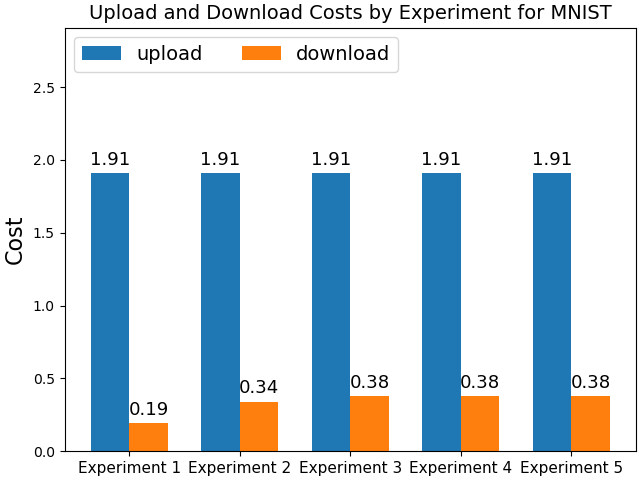 Upload and Download Costs by Experiment for MNIST
upload download
2.5
2.0
1.5
1.0
0.5
0.0
Cost
1.91 1.91 1.91 1.91 1.91
0.19 0.34 0.38 0.38 0.38
Experiment 1 Experiment 2 Experiment 3 Experiment 4 Experiment 5